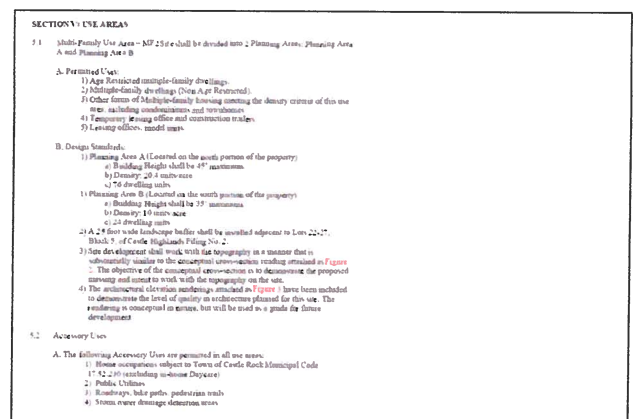 SECTION V: USE AREAS
5.1 Multi-Family Use Area – MF 25 Site shall be divided into 2 Planning Areas: Planning Area
A and Planning Area B
A. Permitted Uses:
1) Age Restricted multiple-family dwellings.
2) Multiple-family dwellings (Non Age Restricted)
3) Other forms of Multiple-family housing meeting the density criteria of this use
area, including condominiums and townhomes
4) Temporary leasing office and construction trailers
5) Leasing offices, model units.
B. Design Standards:
1) Planning Area A (Located on the north portion of the property)
a) Building Height shall be 45' maximum
b) Density: 20.4 units/acre
c) 76 dwelling units
1) Planning Area B (Located on the south portion of the property)
a) Building Height shall be 35' maximum
b) Density: 10 units/acre
c) 24 dwelling units
2) A 25 foot wide landscape buffer shall be installed adjacent to Lots 22-27,
Block 5, of Castle Highlands Filing No. 2.
3) Site development shall work with the topography in a manner that is
substantially similar to the conceptual cross-section reading attached as Figure
2. The objective of the conceptual cross-section is to demonstrate the proposed
massing and intent to work with the topography on the site.
4) The architectural elevation renderings attached as Figure 3 have been included
to demonstrate the level of quality in architecture planned for this site. The
rendering is conceptual in nature, but will be used as a guide for future
development
5.2 Accessory Uses
A. The following Accessory Uses are permitted in all use areas:
1) Home occupations subject to Town of Castle Rock Municipal Code
17.52.230 (excluding in-home Daycare)
2) Public Utilities
3) Roadways, bike paths, pedestrian trails
4) Storm water drainage detention areas